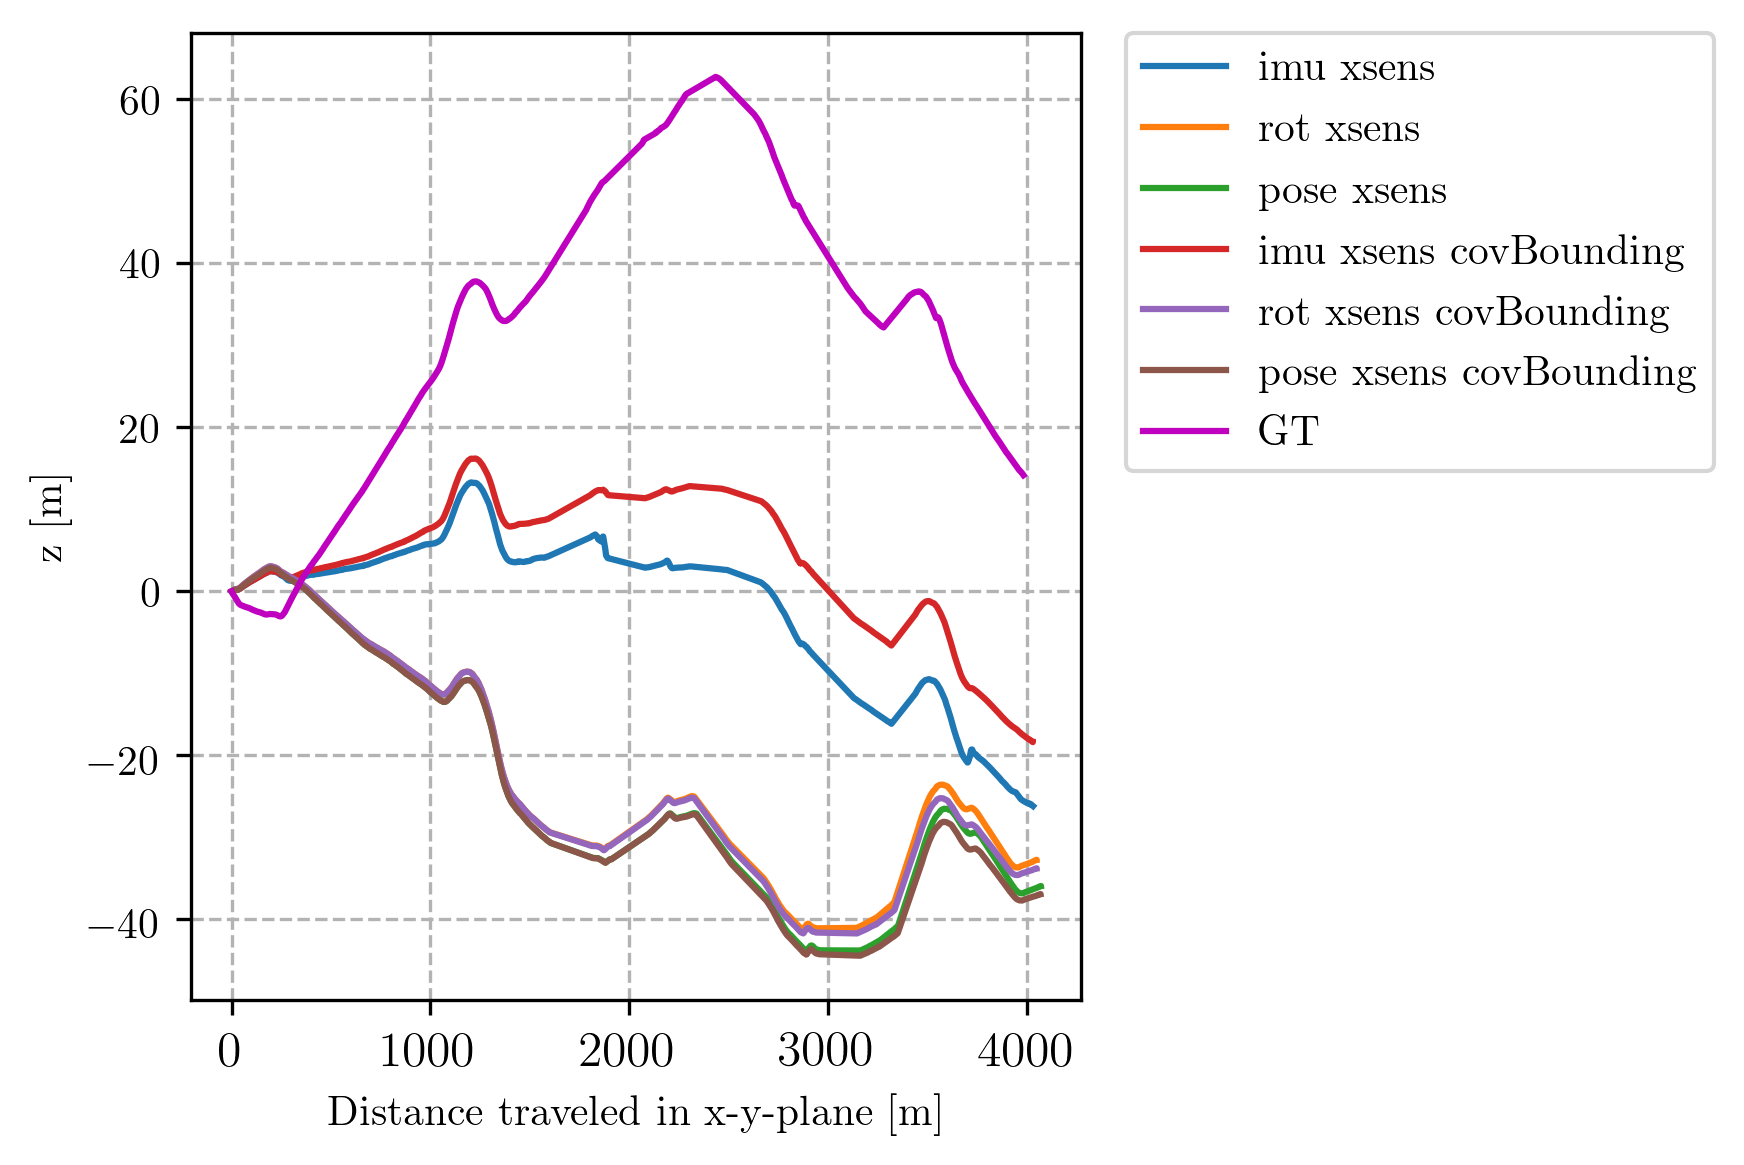 60
40
20
0
−20
−40
z [m]
0 1000 2000 3000 4000
Distance traveled in x-y-plane [m]
imu xsens
rot xsens
pose xsens
imu xsens covBounding
rot xsens covBounding
pose xsens covBounding
GT